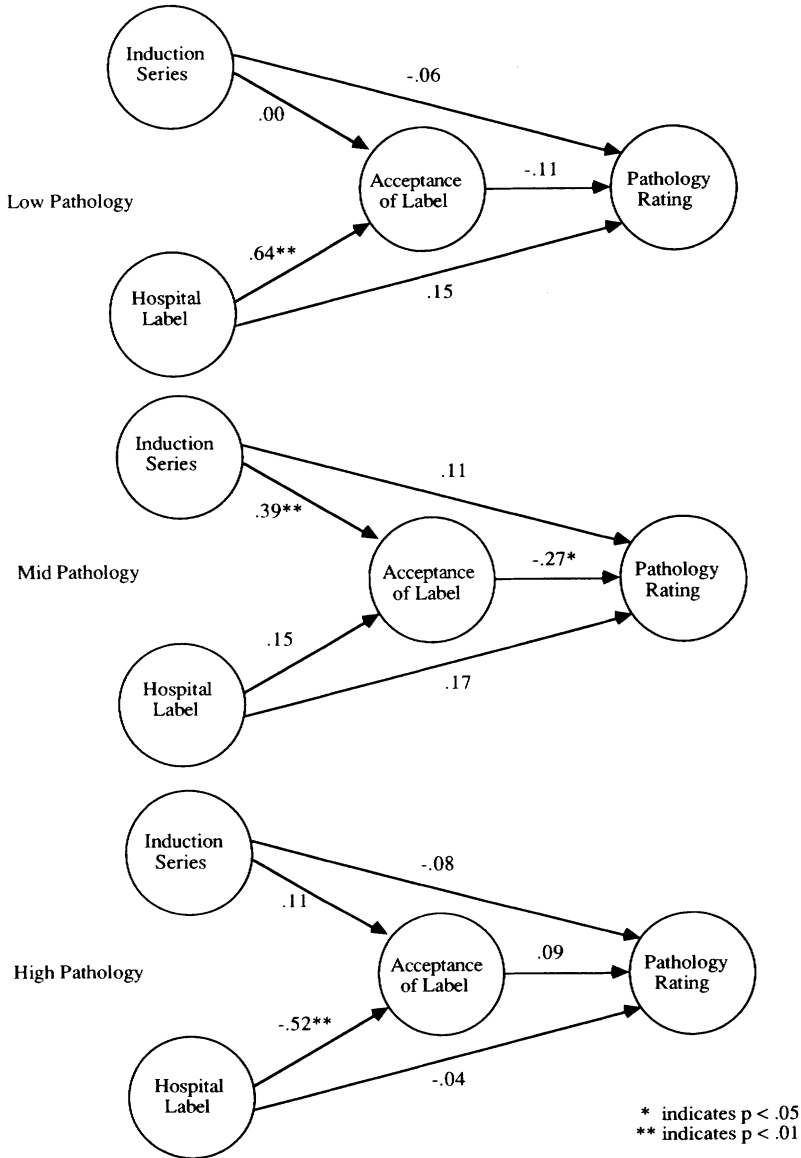 Induction
Series
-.06
.00
Acceptance
of Label
-.11
Pathology
Rating
Low Pathology
.64**
Hospital
Label
.15
Induction
Series
.11
.39**
Acceptance
of Label
-.27*
Pathology
Rating
Mid Pathology
.15
Hospital
Label
.17
Induction
Series
-.08
.11
Acceptance
of Label
.09
Pathology
Rating
High Pathology
-.52**
Hospital
Label
-.04
* indicates p < .05
** indicates p < .01